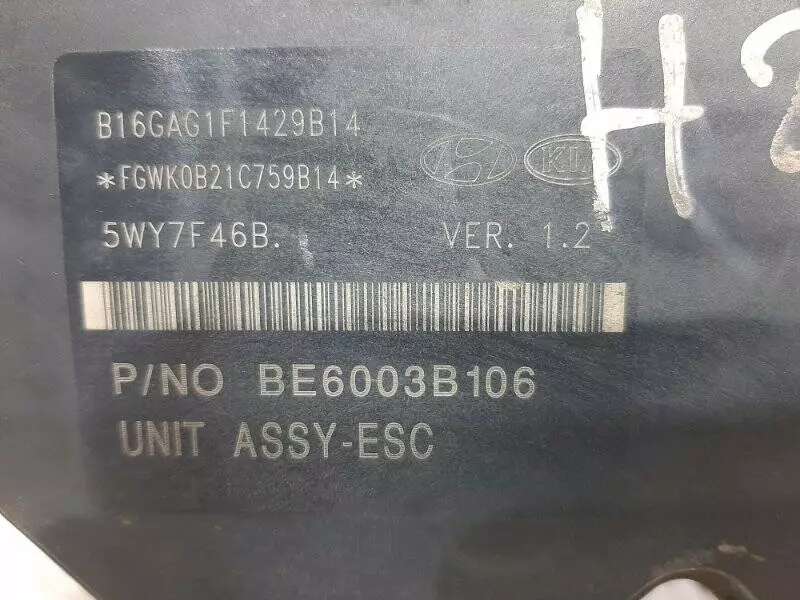 B16GAG1F1429B14
*FGWK0B21C759B14*
KIA
5WY7F46B. VER. 1.2
P/NO BE6003B106
UNIT ASSY-ESC